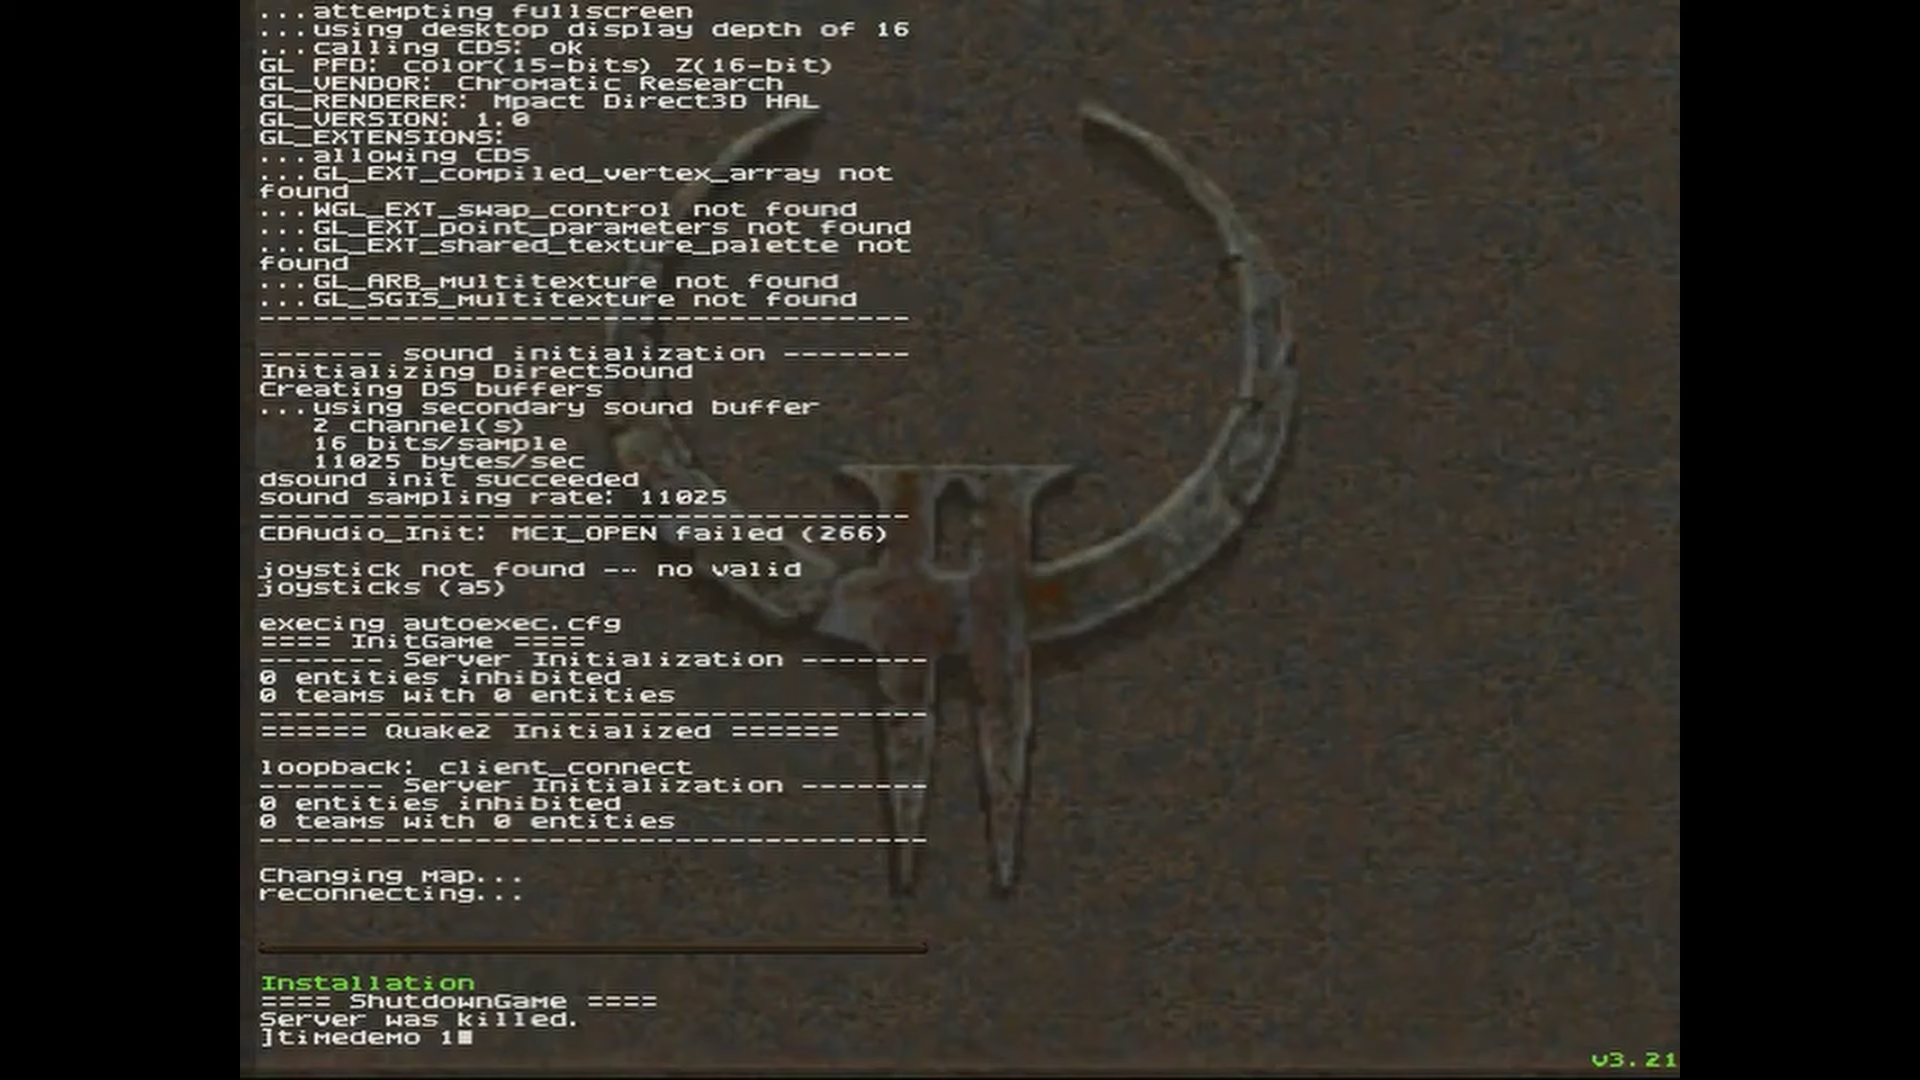 ...attempting fullscreen
...using desktop display depth of 16
...calling CDS: ok
GL PFD: color(15-bits) Z(16-bit)
GL_VENDOR: Chromatic Research
GL_RENDERER: Mpact Direct3D HAL
GL_VERSION: 1.0
GL_EXTENSIONS:
...allowing CDS
...GL_EXT_compiled_vertex_array not
found
...WGL_EXT_swap_control not found
...GL_EXT_point_parameters not found
...GL_EXT_shared_texture_palette not
found
...GL_ARB_multitexture not found
...GL_SGIS_multitexture not found
------------------------------------
------- sound initialization -------
Initializing DirectSound
Creating DS buffers
...using secondary sound buffer
2 channel(s)
16 bits/sample
11025 bytes/sec
dsound init succeeded
sound sampling rate: 11025
------------------------------------
CDAudio_Init: MCI_OPEN failed (266)
joystick not found -- no valid
joysticks (a5)
execing autoexec.cfg
==== InitGame ====
------- Server Initialization -------
0 entities inhibited
0 teams with 0 entities
-------------------------------------
====== Quake2 Initialized ======
loopback: client_connect
------- Server Initialization -------
0 entities inhibited
0 teams with 0 entities
-------------------------------------
Changing map...
reconnecting...
Installation
==== ShutdownGame ====
Server was killed.
]timedemo 1
v3.21